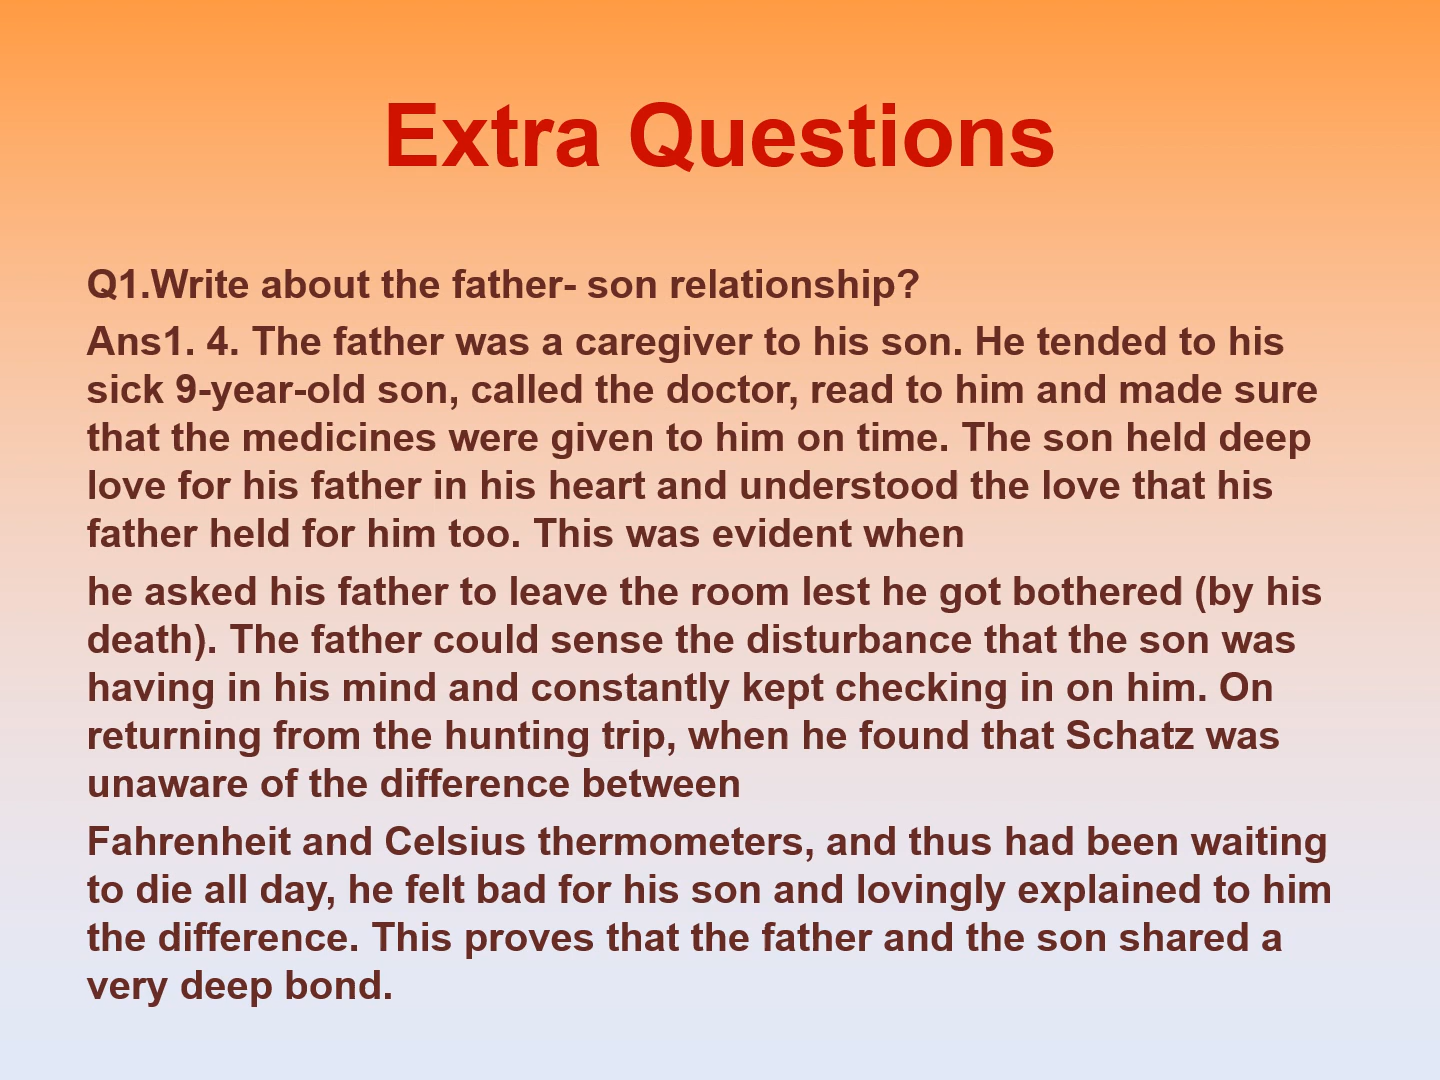 Extra Questions
Q1.Write about the father- son relationship?
Ans1. 4. The father was a caregiver to his son. He tended to his
sick 9-year-old son, called the doctor, read to him and made sure
that the medicines were given to him on time. The son held deep
love for his father in his heart and understood the love that his
father held for him too. This was evident when
he asked his father to leave the room lest he got bothered (by his
death). The father could sense the disturbance that the son was
having in his mind and constantly kept checking in on him. On
returning from the hunting trip, when he found that Schatz was
unaware of the difference between
Fahrenheit and Celsius thermometers, and thus had been waiting
to die all day, he felt bad for his son and lovingly explained to him
the difference. This proves that the father and the son shared a
very deep bond.